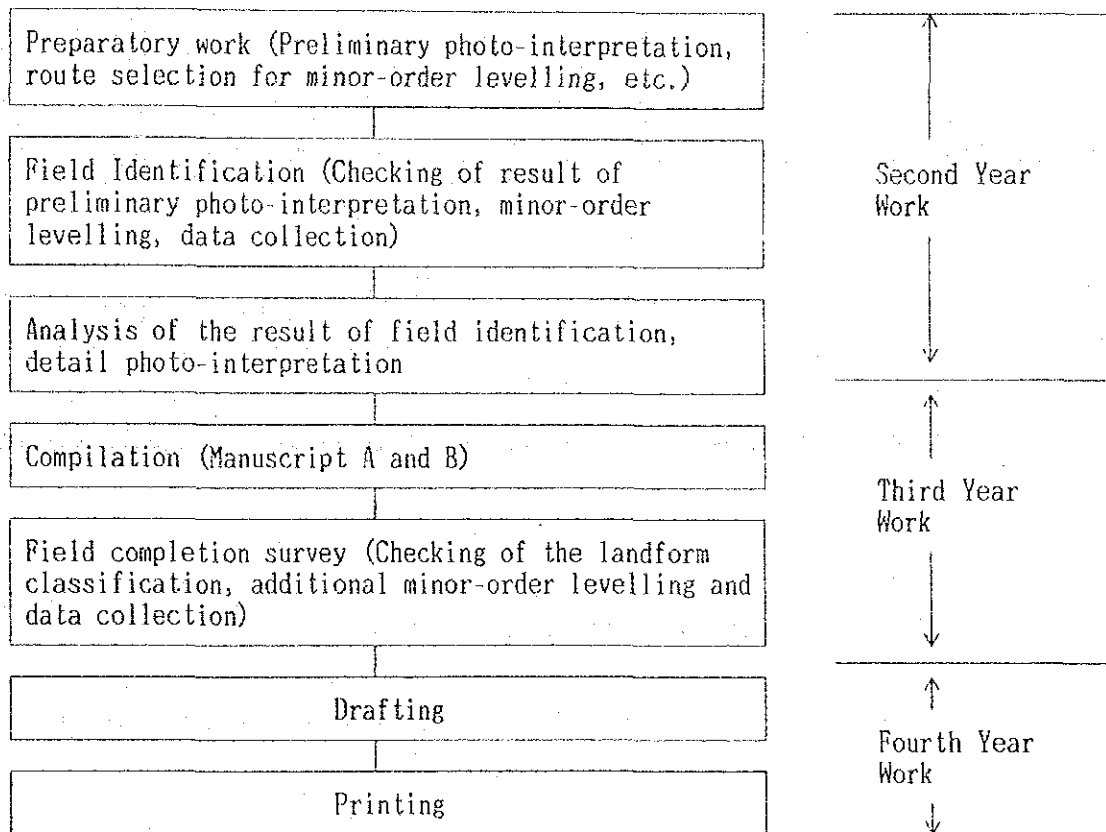 Preparatory work (Preliminary photo-interpretation,
route selection for minor-order levelling, etc.)
Field Identification (Checking of result of
preliminary photo-interpretation, minor-order
levelling, data collection)
Second Year
Work
Analysis of the result of field identification,
detail photo-interpretation
Compilation (Manuscript A and B)
Third Year
Work
Field completion survey (Checking of the landform
classification, additional minor-order levelling and
data collection)
Drafting
Fourth Year
Work
Printing